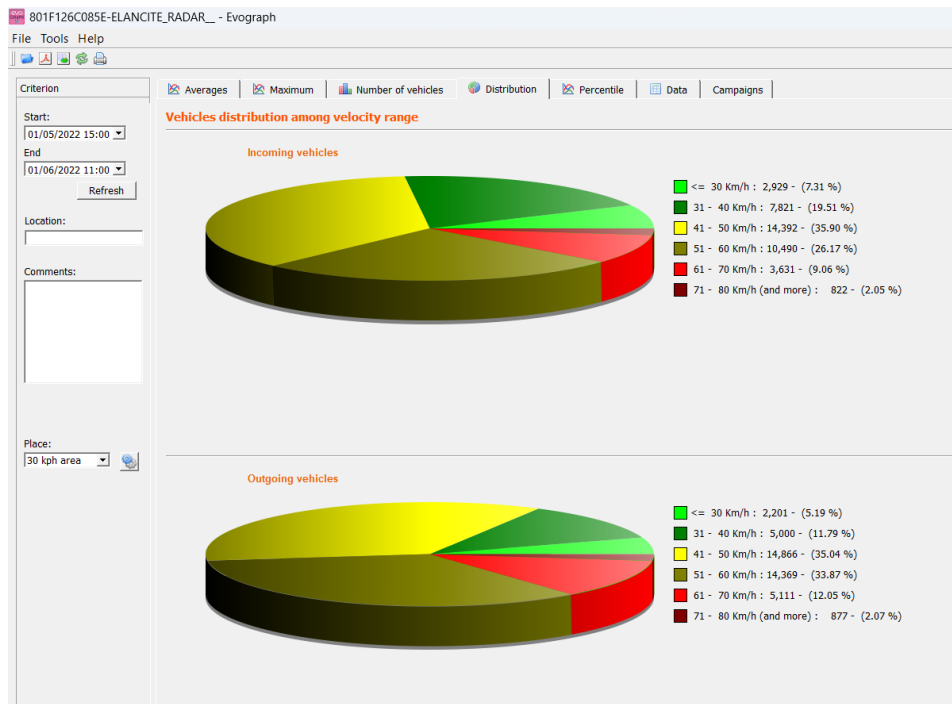 801F126C085E-ELANCITE_RADAR__ - Evograph
File Tools Help
Criterion
Averages Maximum Number of vehicles Distribution Percentile Data Campaigns
Start:
01/05/2022 15:00
End
01/06/2022 11:00
Refresh
Location:
Comments:
Place:
30 kph area
Vehicles distribution among velocity range
Incoming vehicles
<= 30 Km/h : 2,929 - (7.31 %)
31 - 40 Km/h : 7,821 - (19.51 %)
41 - 50 Km/h : 14,392 - (35.90 %)
51 - 60 Km/h : 10,490 - (26.17 %)
61 - 70 Km/h : 3,631 - (9.06 %)
71 - 80 Km/h (and more) : 822 - (2.05 %)
Outgoing vehicles
<= 30 Km/h : 2,201 - (5.19 %)
31 - 40 Km/h : 5,000 - (11.79 %)
41 - 50 Km/h : 14,866 - (35.04 %)
51 - 60 Km/h : 14,369 - (33.87 %)
61 - 70 Km/h : 5,111 - (12.05 %)
71 - 80 Km/h (and more) : 877 - (2.07 %)